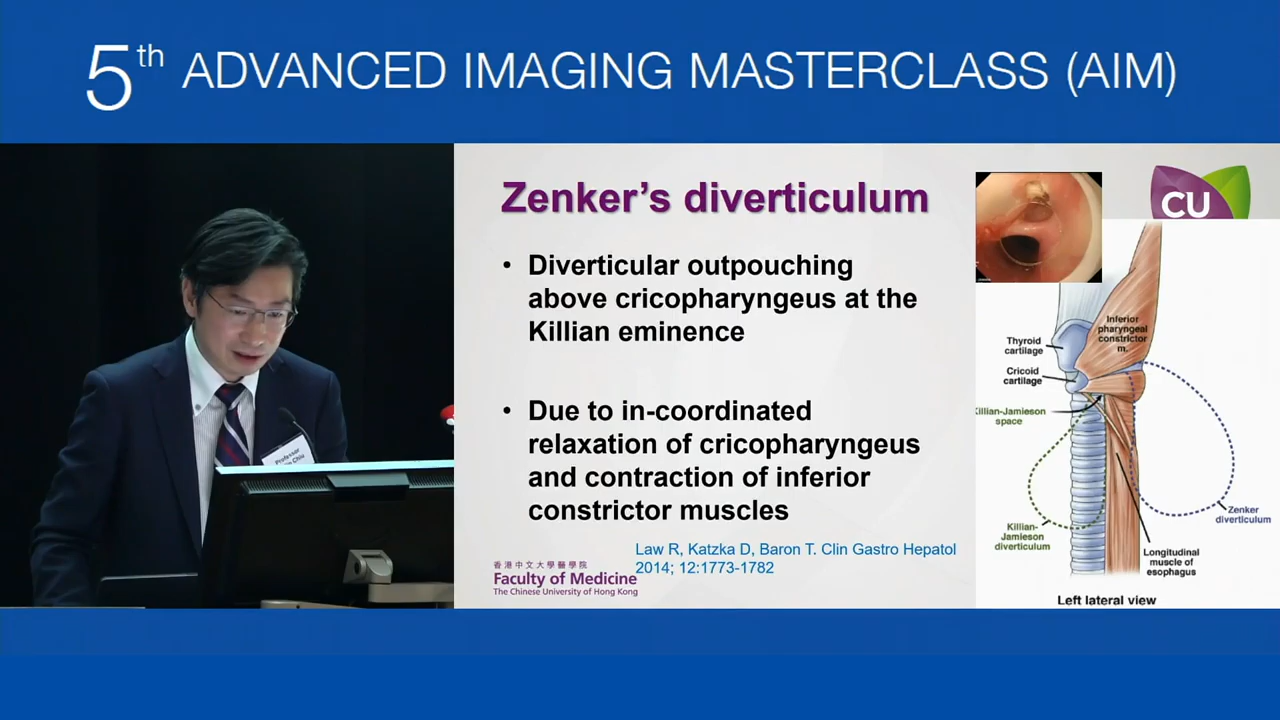 5th ADVANCED IMAGING MASTERCLASS (AIM)
Professor
Chiu
Zenker's diverticulum
• Diverticular outpouching
above cricopharyngeus at the
Killian eminence
• Due to in-coordinated
relaxation of cricopharyngeus
and contraction of inferior
constrictor muscles
Law R, Katzka D, Baron T. Clin Gastro Hepatol
2014; 12:1773-1782
香港中文大學醫學院
Faculty of Medicine
The Chinese University of Hong Kong
CU
Inferior
pharyngeal
constrictor
m.
Thyroid
cartilage
Cricoid
cartilage
Killian-Jamieson
space
Zenker
diverticulum
Killian-
Jamieson
diverticulum
Longitudinal
muscle of
esophagus
Left lateral view